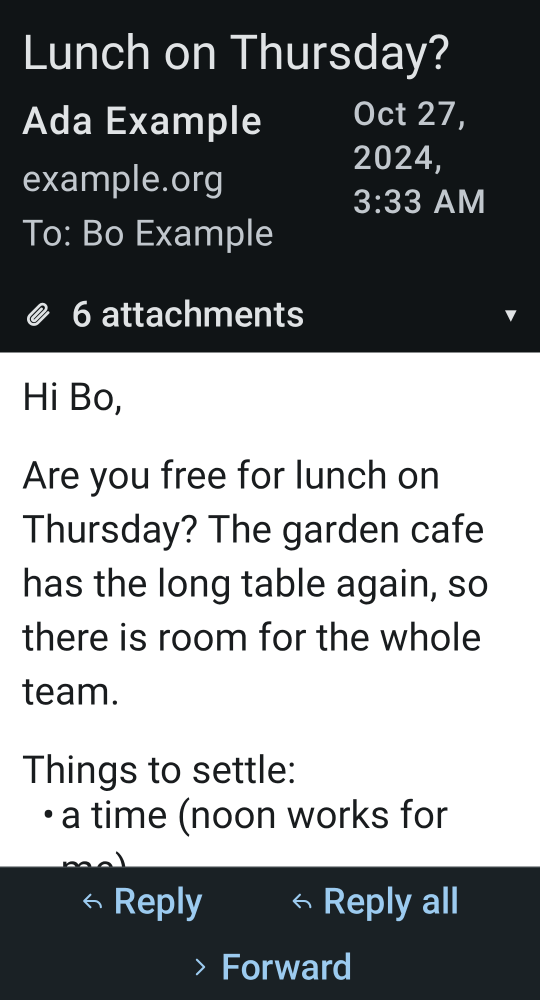 Lunch on Thursday?
Ada Example
example.org
To: Bo Example
Oct 27,
2024,
3:33 AM
6 attachments
Hi Bo,
Are you free for lunch on
Thursday? The garden cafe
has the long table again, so
there is room for the whole
team.
Things to settle:
• a time (noon works for
Reply
Reply all
Forward